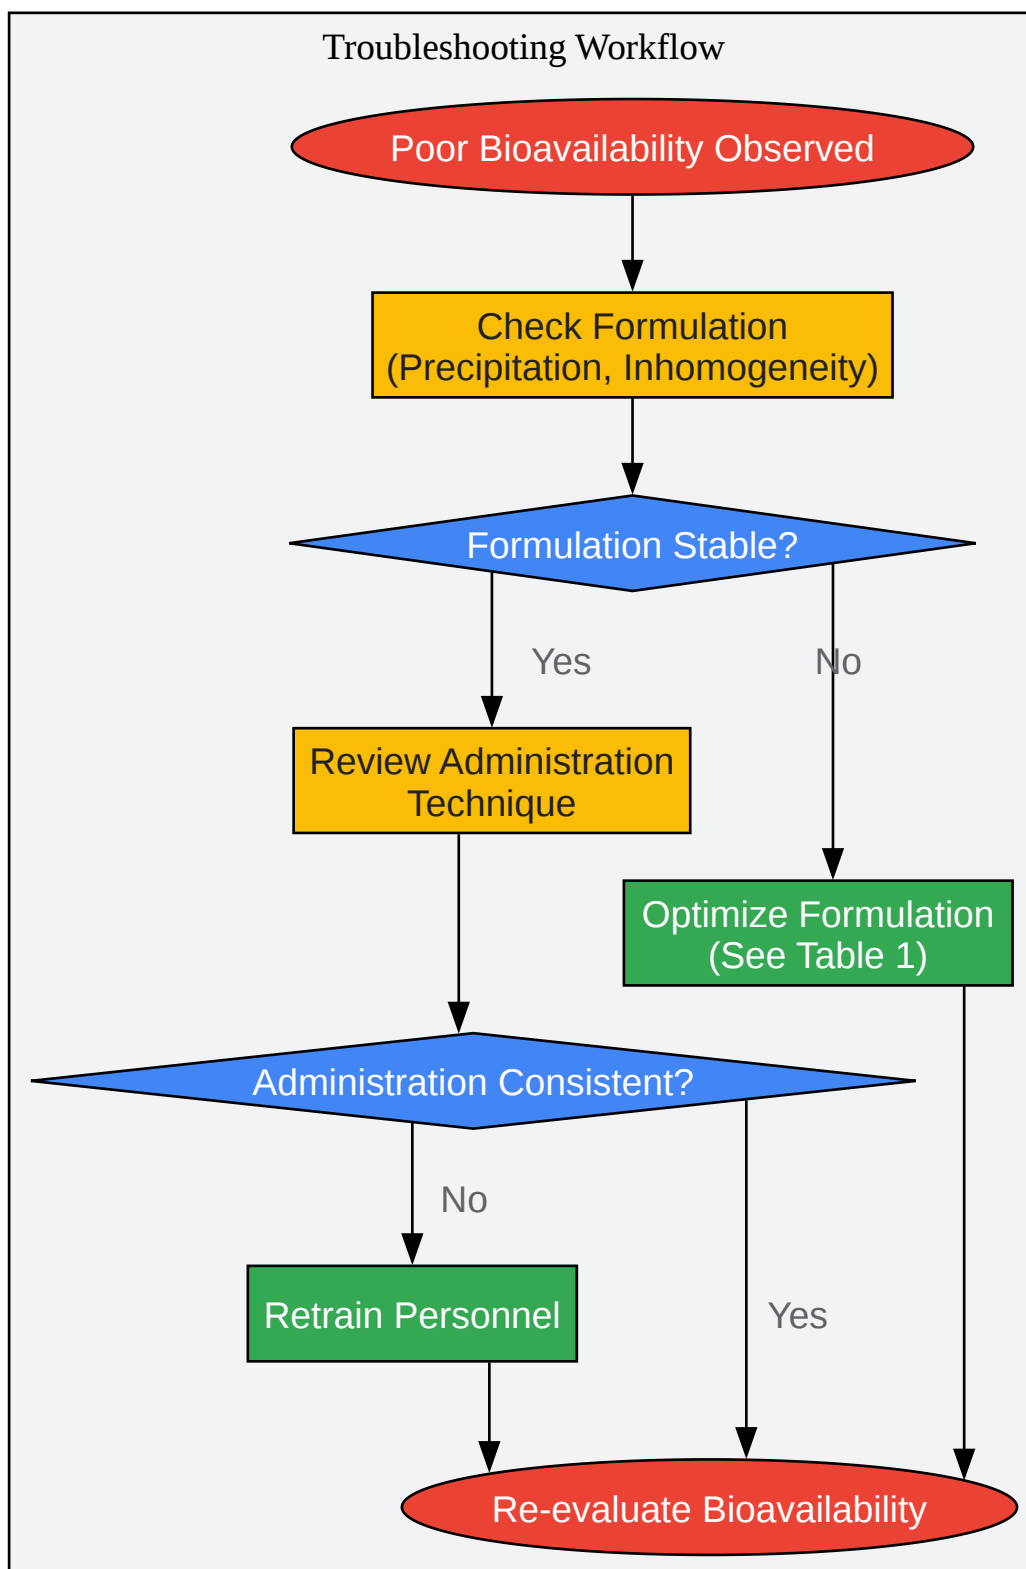 Troubleshooting Workflow
Poor Bioavailability Observed
Check Formulation
(Precipitation, Inhomogeneity)
Formulation Stable?
Yes
No
Review Administration
Technique
Optimize Formulation
(See Table 1)
Administration Consistent?
No
Retrain Personnel
Yes
Re-evaluate Bioavailability